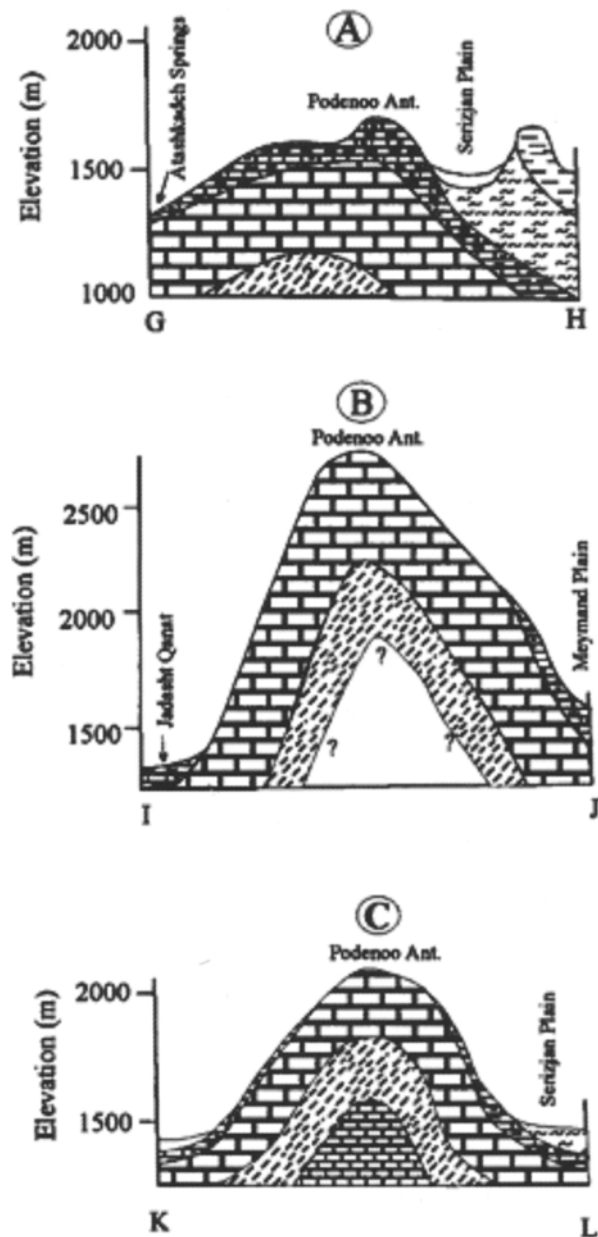 A
2000
Elevation (m)
Atashkadeh Springs
Podenoo Ant.
Serizjan Plain
1500
?
1000
G
H
B
Podenoo Ant.
Elevation (m)
2500
2000
1500
Jadasht Qanat
Meymand Plain
?
?
?
I
J
C
Podenoo Ant.
Elevation (m)
2000
1500
Serizjan Plain
K
L